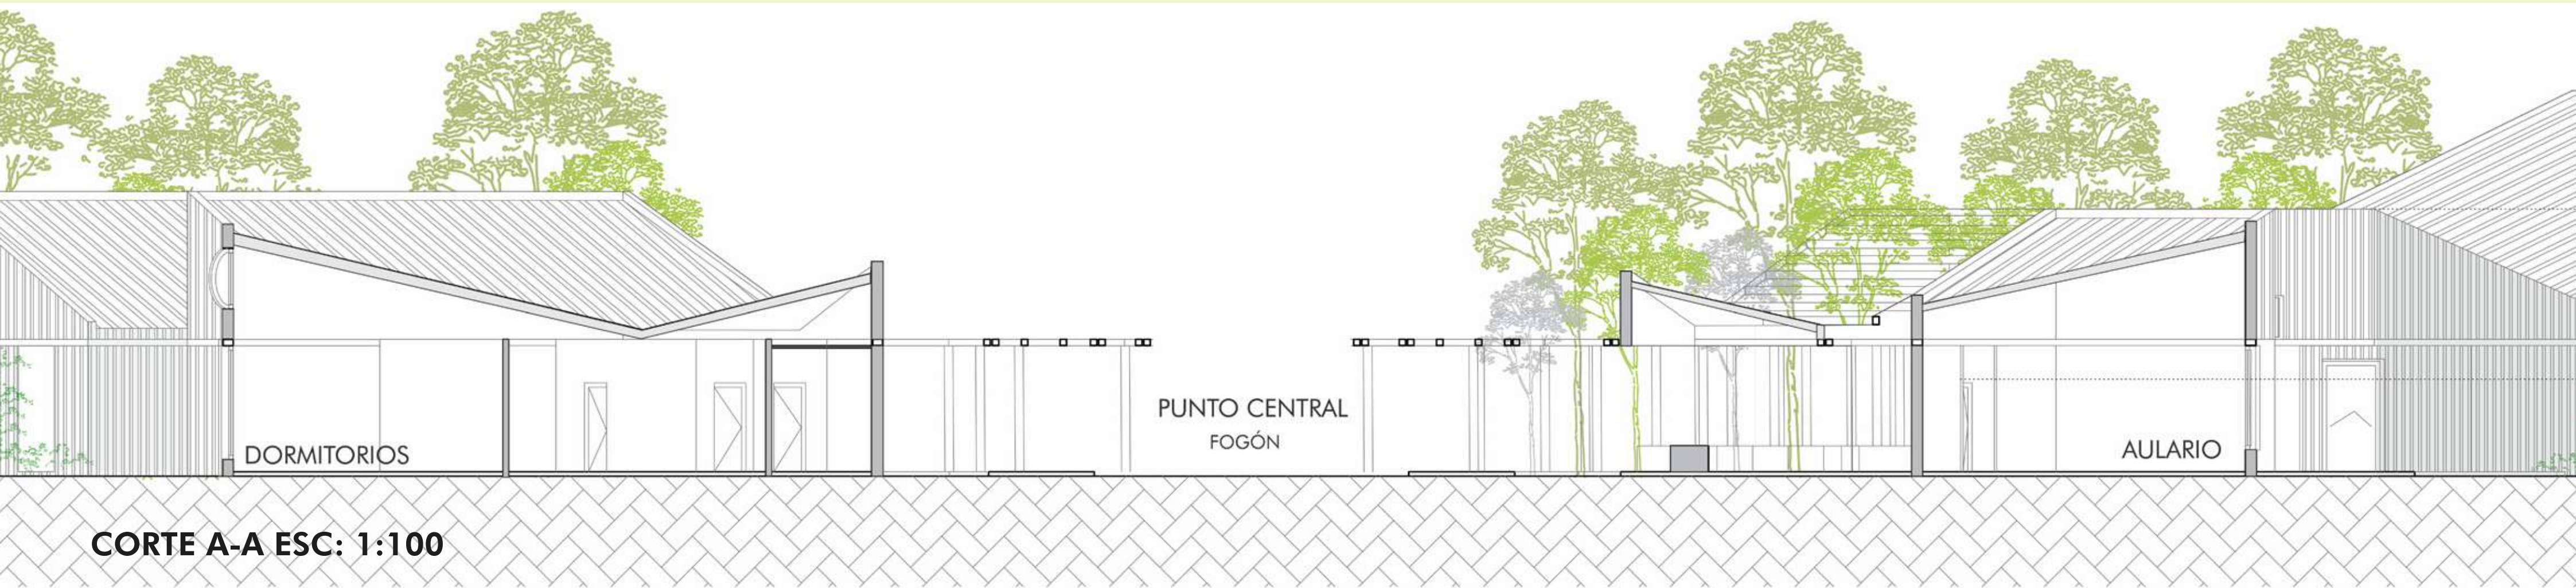 DORMITORIOS
PUNTO CENTRAL
FOGÓN
AULARIO
CORTE A-A ESC: 1:100